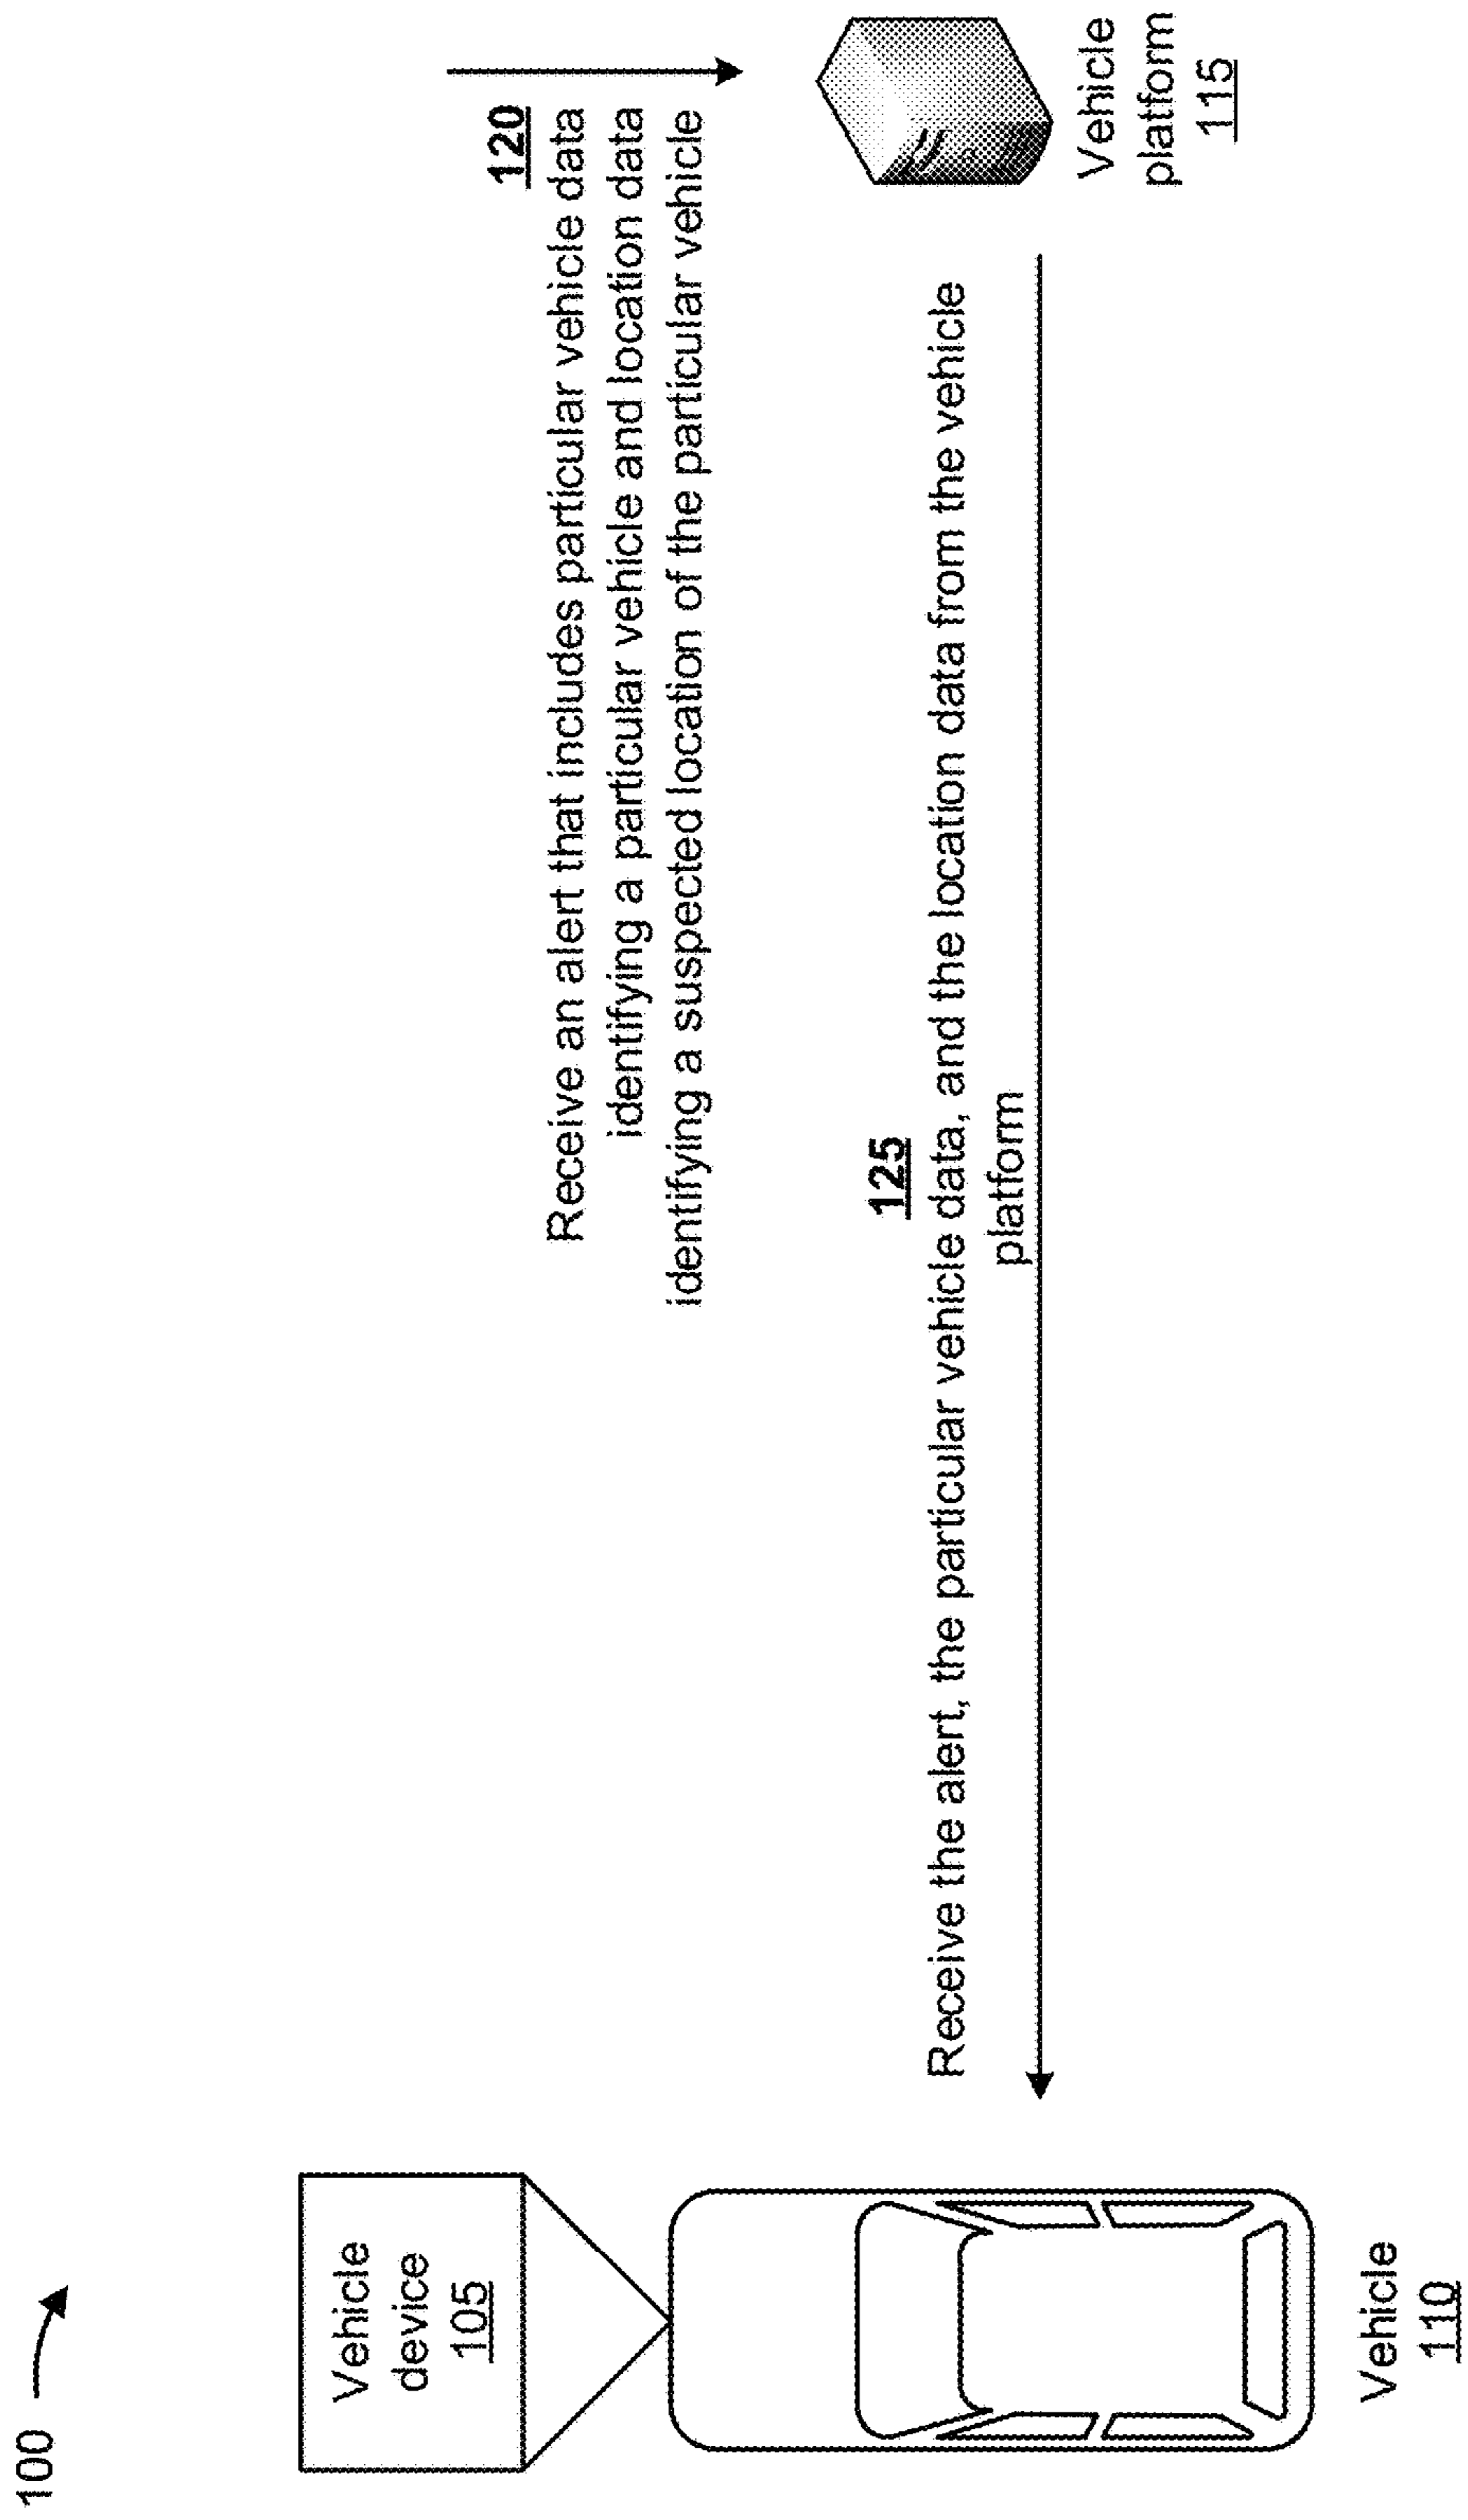 100
Vehicle
device
105
Vehicle
110
120
Receive an alert that includes particular vehicle data
identifying a particular vehicle and location data
identifying a suspected location of the particular vehicle
125
Receive the alert, the particular vehicle data, and the location data from the vehicle
platform
Vehicle
platform
115